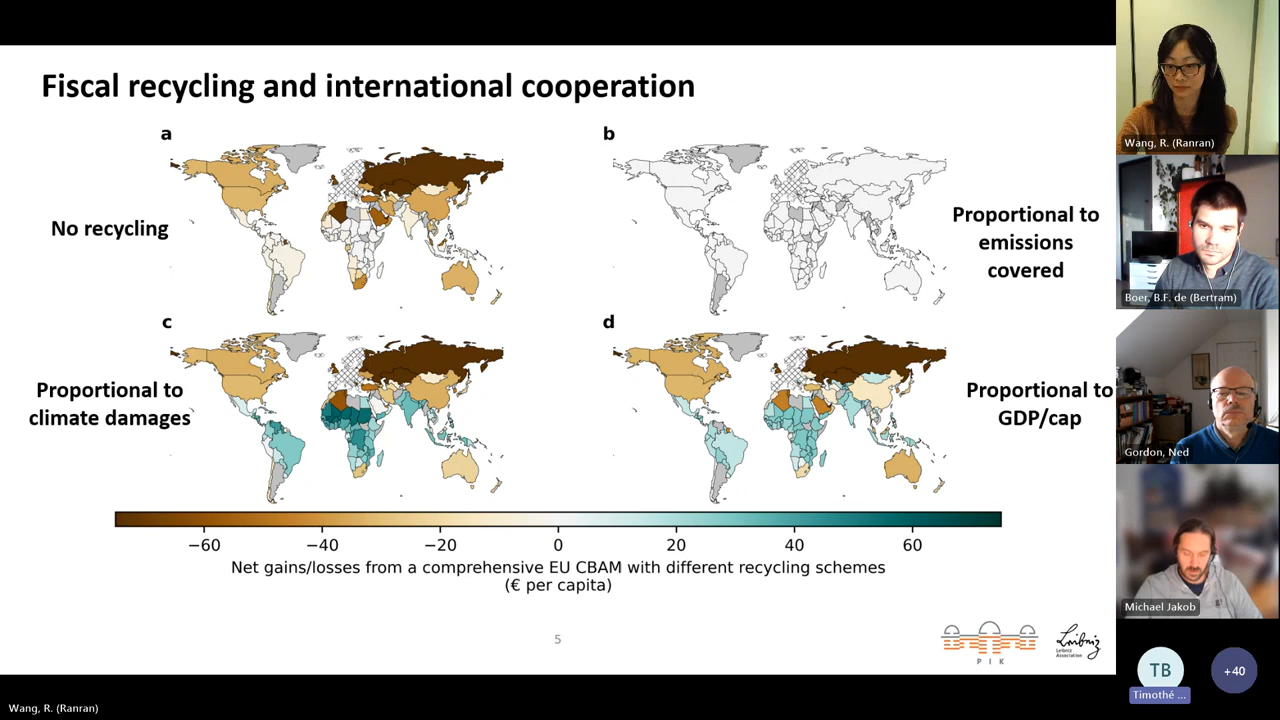 Fiscal recycling and international cooperation
a
b
No recycling
Proportional to
emissions
covered
c
d
Proportional to
climate damages
Proportional to
GDP/cap
−60 −40 −20 0 20 40 60
Net gains/losses from a comprehensive EU CBAM with different recycling schemes
(€ per capita)
5
PIK
Leibniz
Leibniz
Association
Wang, R. (Ranran)
Boer, B.F. de (Bertram)
Gordon, Ned
Michael Jakob
TB
+40
Timothé ...
Wang, R. (Ranran)